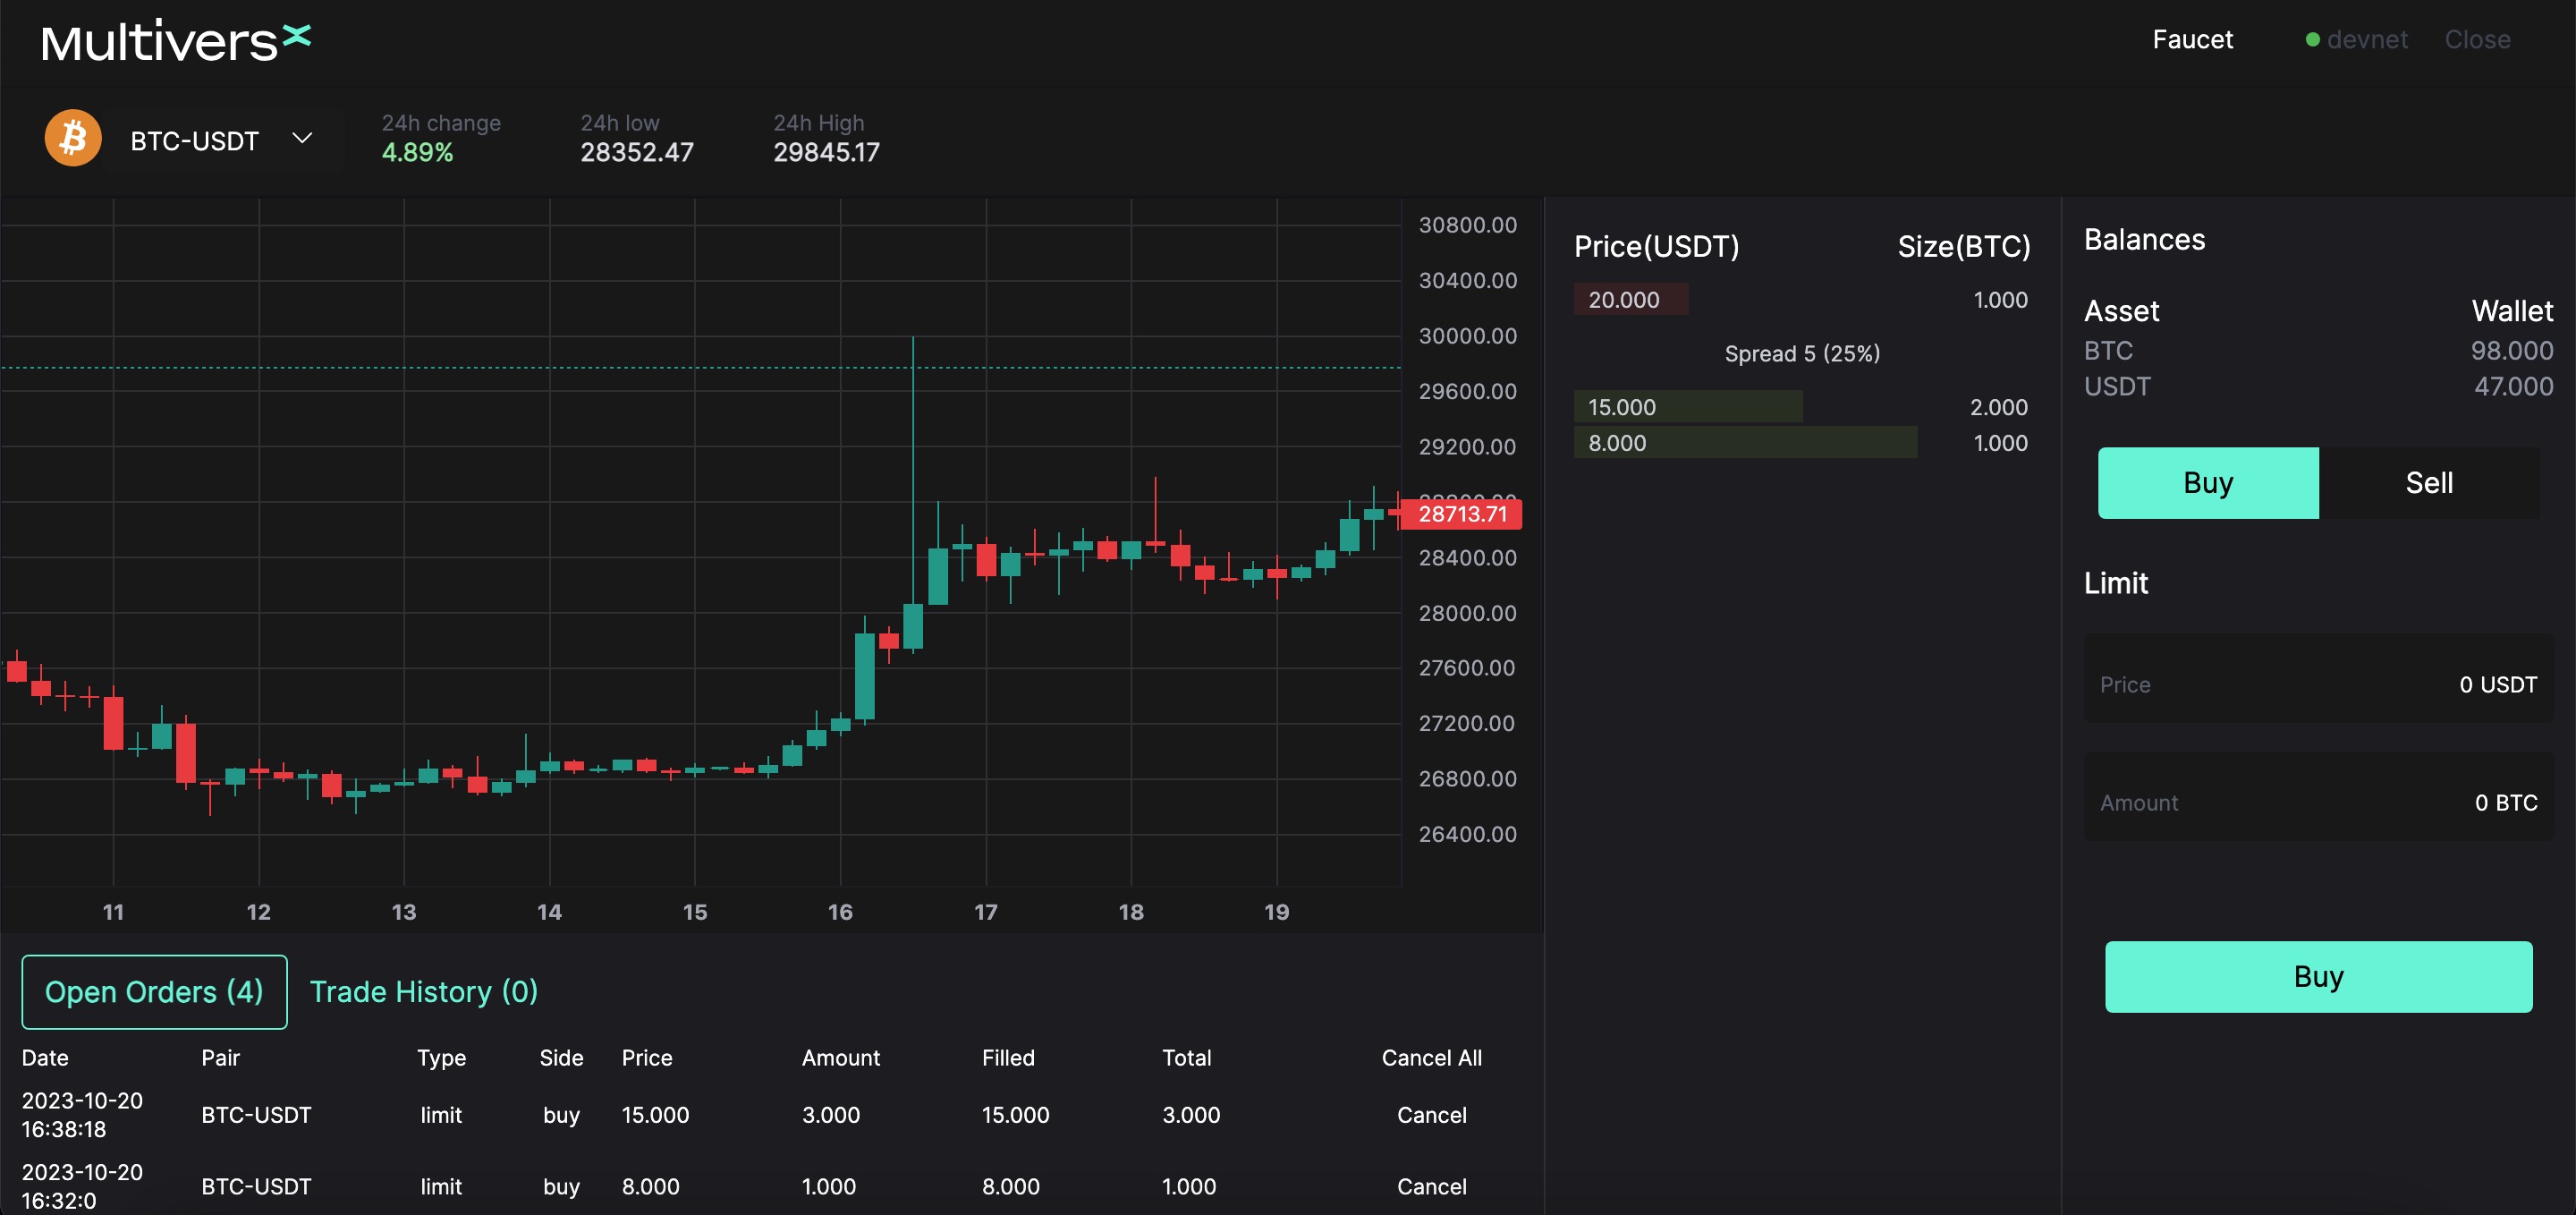 MultiversX
Faucet devnet Close
BTC-USDT
24h change 24h low 24h High
4.89% 28352.47 29845.17
30800.00
30400.00
30000.00
29600.00
29200.00
28713.71
28400.00
28000.00
27600.00
27200.00
26800.00
26400.00
11 12 13 14 15 16 17 18 19
Price(USDT) Size(BTC)
20.000 1.000
Spread 5 (25%)
15.000 2.000
8.000 1.000
Balances
Asset Wallet
BTC 98.000
USDT 47.000
Buy Sell
Limit
Price 0 USDT
Amount 0 BTC
Buy
Open Orders (4) Trade History (0)
Date Pair Type Side Price Amount Filled Total Cancel All
2023-10-20
16:38:18 BTC-USDT limit buy 15.000 3.000 15.000 3.000 Cancel
2023-10-20
16:32:0 BTC-USDT limit buy 8.000 1.000 8.000 1.000 Cancel